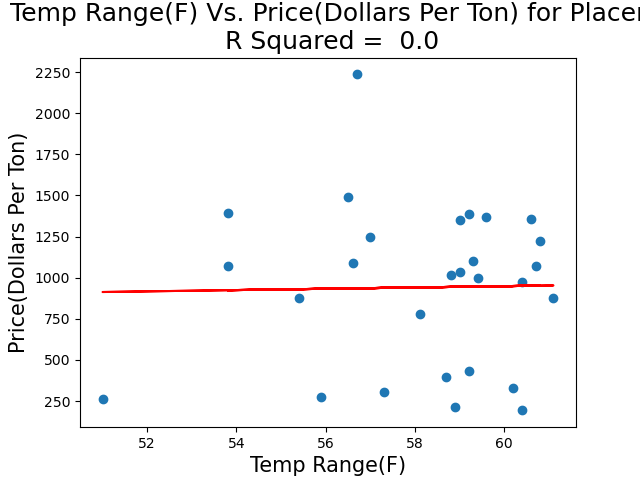 Temp Range(F) Vs. Price(Dollars Per Ton) for Placer
R Squared =  0.0
Price(Dollars Per Ton)
2250
2000
1750
1500
1250
1000
750
500
250
52 54 56 58 60
Temp Range(F)